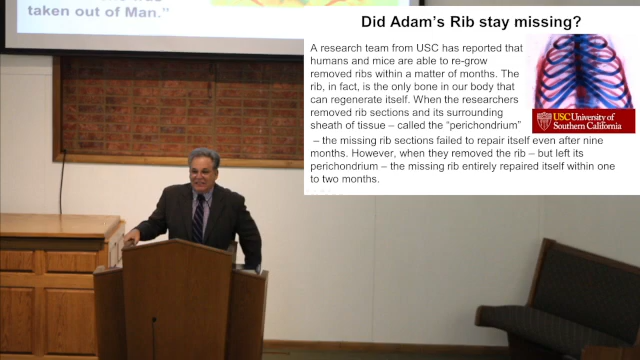 taken out of Man.”
Did Adam’s Rib stay missing?
A research team from USC has reported that
humans and mice are able to re-grow
removed ribs within a matter of months. The
rib, in fact, is the only bone in our body that
can regenerate itself. When the researchers
removed rib sections and its surrounding
sheath of tissue – called the “perichondrium”
– the missing rib sections failed to repair itself even after nine
months. However, when they removed the rib – but left its
perichondrium – the missing rib entirely repaired itself within one
to two months.
USC University of
Southern California